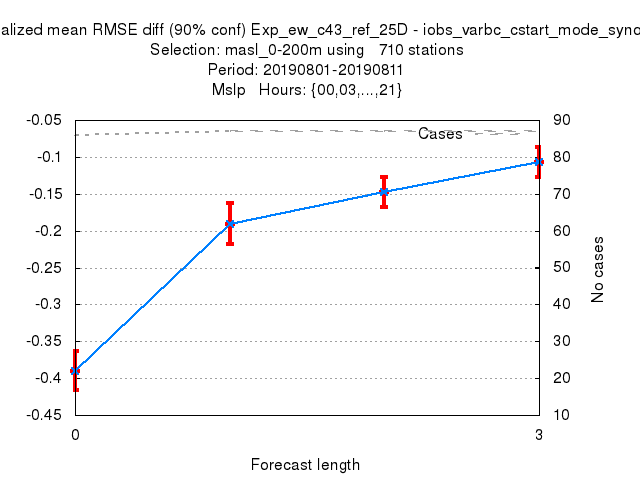 alized mean RMSE diff (90% conf) Exp_ew_c43_ref_25D - iobs_varbc_cstart_mode_syno
Selection: masl_0-200m using 710 stations
Period: 20190801-20190811
Mslp Hours: {00,03,...,21}
-0.05
-0.1
-0.15
-0.2
-0.25
-0.3
-0.35
-0.4
-0.45
Cases
90
80
70
60
50
40
30
20
10
No cases
0
3
Forecast length